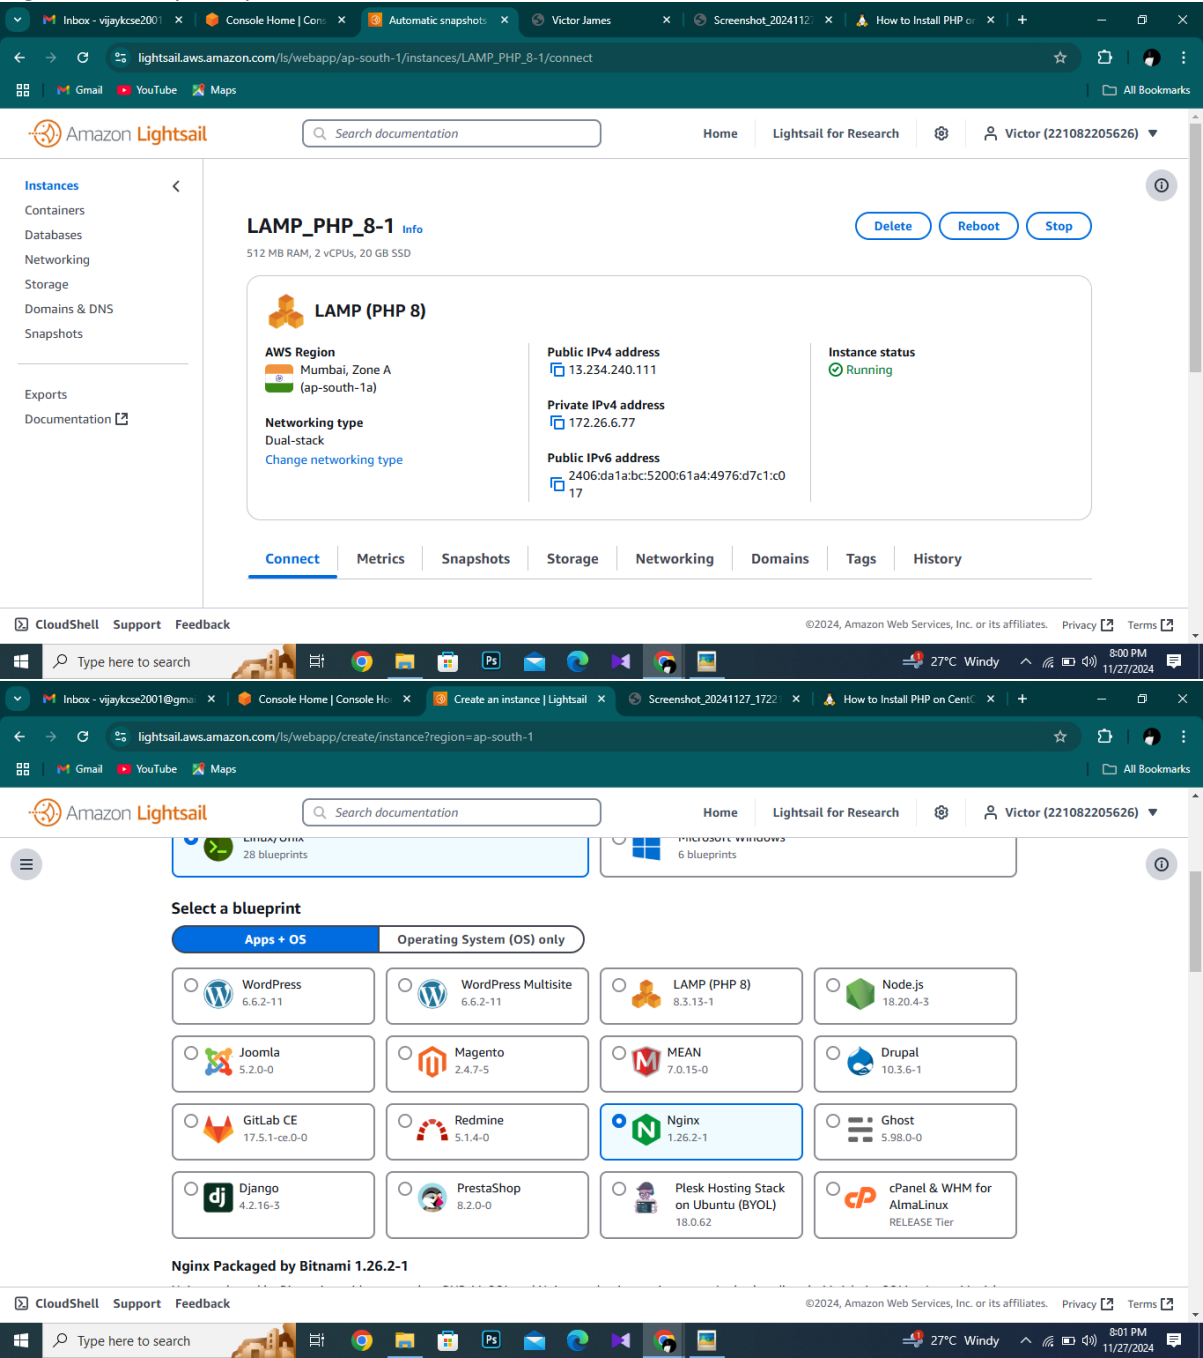 Inbox - vijaykcse2001
Console Home | Cons
Automatic snapshots
Victor James
Screenshot_20241127
How to Install PHP on
lightsail.aws.amazon.com/ls/webapp/ap-south-1/instances/LAMP_PHP_8-1/connect
Gmail YouTube Maps All Bookmarks
Amazon Lightsail
Search documentation
Home Lightsail for Research Victor (221082205626)
Instances
Containers
Databases
Networking
Storage
Domains & DNS
Snapshots
Exports
Documentation
LAMP_PHP_8-1 Info
Delete Reboot Stop
512 MB RAM, 2 vCPUs, 20 GB SSD
LAMP (PHP 8)
AWS Region
Mumbai, Zone A
(ap-south-1a)
Networking type
Dual-stack
Change networking type
Public IPv4 address
13.234.240.111
Private IPv4 address
172.26.6.77
Public IPv6 address
2406:da1a:bc:5200:61a4:4976:d7c1:c0
17
Instance status
Running
Connect Metrics Snapshots Storage Networking Domains Tags History
CloudShell Support Feedback
©2024, Amazon Web Services, Inc. or its affiliates. Privacy Terms
Type here to search
Ps
27°C Windy
8:00 PM
11/27/2024
Inbox - vijaykcse2001@gmai
Console Home | Console Ho
Create an instance | Lightsail
Screenshot_20241127_1722
How to Install PHP on CentO
lightsail.aws.amazon.com/ls/webapp/create/instance?region=ap-south-1
Gmail YouTube Maps All Bookmarks
Amazon Lightsail
Search documentation
Home Lightsail for Research Victor (221082205626)
Linux/Unix
28 blueprints
Microsoft Windows
6 blueprints
Select a blueprint
Apps + OS Operating System (OS) only
WordPress
6.6.2-11
WordPress Multisite
6.6.2-11
LAMP (PHP 8)
8.3.13-1
Node.js
18.20.4-3
Joomla
5.2.0-0
Magento
2.4.7-5
MEAN
7.0.15-0
Drupal
10.3.6-1
GitLab CE
17.5.1-ce.0-0
Redmine
5.1.4-0
Nginx
1.26.2-1
Ghost
5.98.0-0
dj
Django
4.2.16-3
PrestaShop
8.2.0-0
Plesk Hosting Stack
on Ubuntu (BYOL)
18.0.62
cP
cPanel & WHM for
AlmaLinux
RELEASE Tier
Nginx Packaged by Bitnami 1.26.2-1
CloudShell Support Feedback
©2024, Amazon Web Services, Inc. or its affiliates. Privacy Terms
Type here to search
Ps
27°C Windy
8:01 PM
11/27/2024